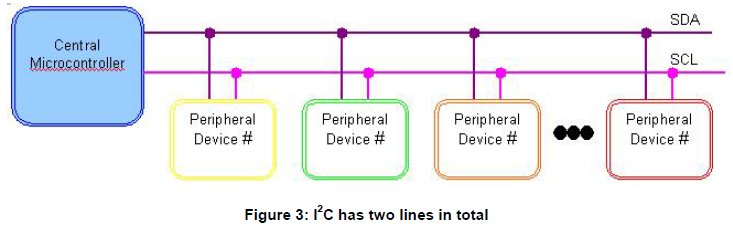 Central
Microcontroller
SDA
SCL
Peripheral
Device #
Peripheral
Device #
Peripheral
Device #
Peripheral
Device #
Figure 3: I²C has two lines in total